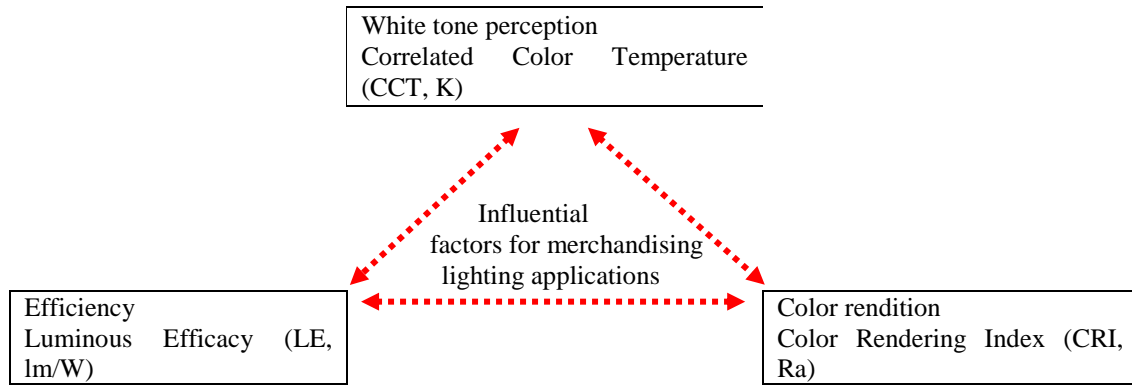 White tone perception
Correlated Color Temperature
(CCT, K)
Influential
factors for merchandising
lighting applications
Efficiency
Luminous Efficacy (LE,
lm/W)
Color rendition
Color Rendering Index (CRI,
Ra)